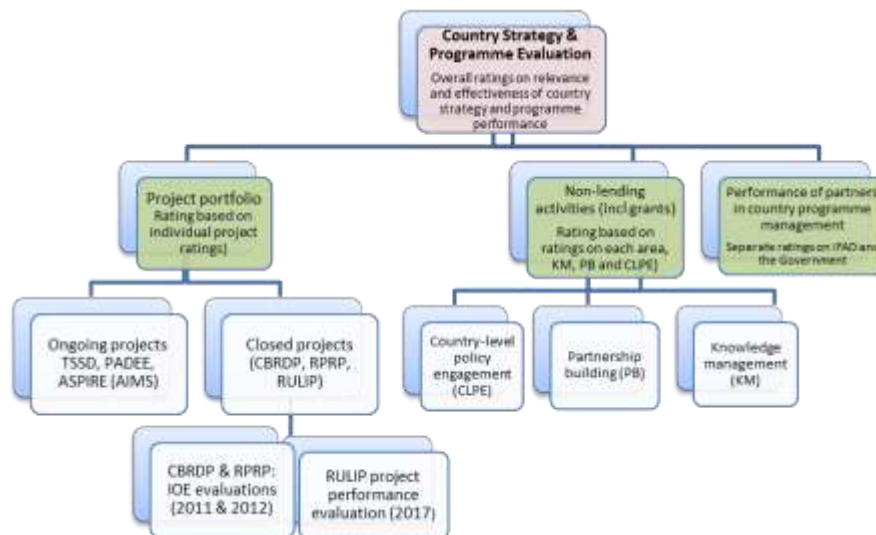 Country Strategy &
Programme Evaluation
Overall ratings on relevance
and effectiveness of country
strategy and programme
performance
Project portfolio
Rating based on
individual project
ratings)
Non-lending
activities (incl grants)
Rating based on
ratings on each area,
KM, PB and CLPE)
Performance of partners
in country programme
management
Separate ratings on IFAD and
the Government
Ongoing projects
TSSD, PADEE,
ASPIRE (AIMS)
Closed projects
(CBRDP, RPRP,
RULIP)
Country-level
policy
engagement
(CLPE)
Partnership
building (PB)
Knowledge
management
(KM)
CBRDP & RPRP:
IOE evaluations
(2011 & 2012)
RULIP project
performance
evaluation (2017)